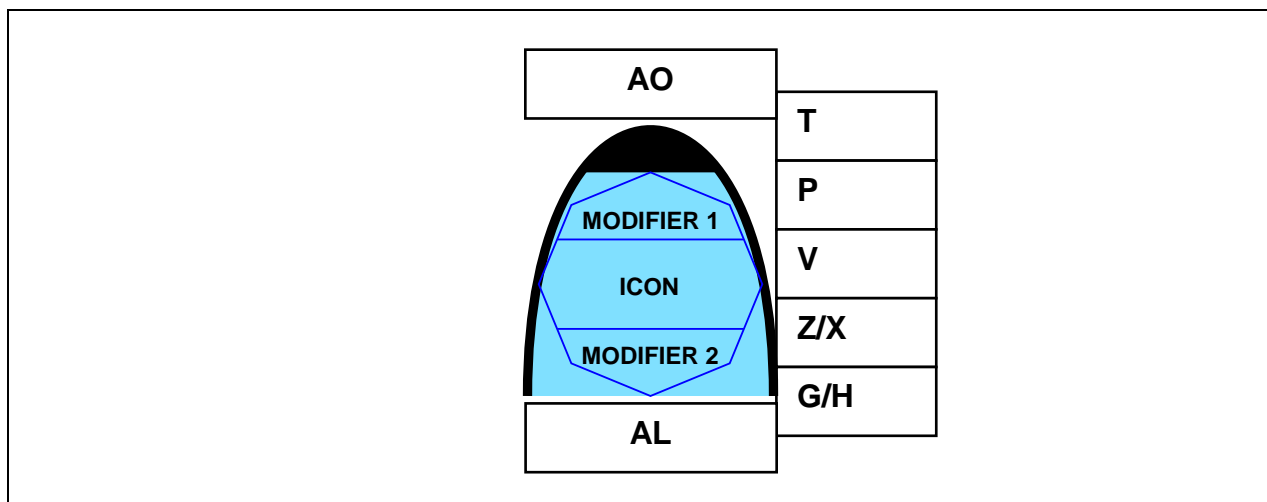 AO
T
P
MODIFIER 1
V
ICON
Z/X
MODIFIER 2
G/H
AL